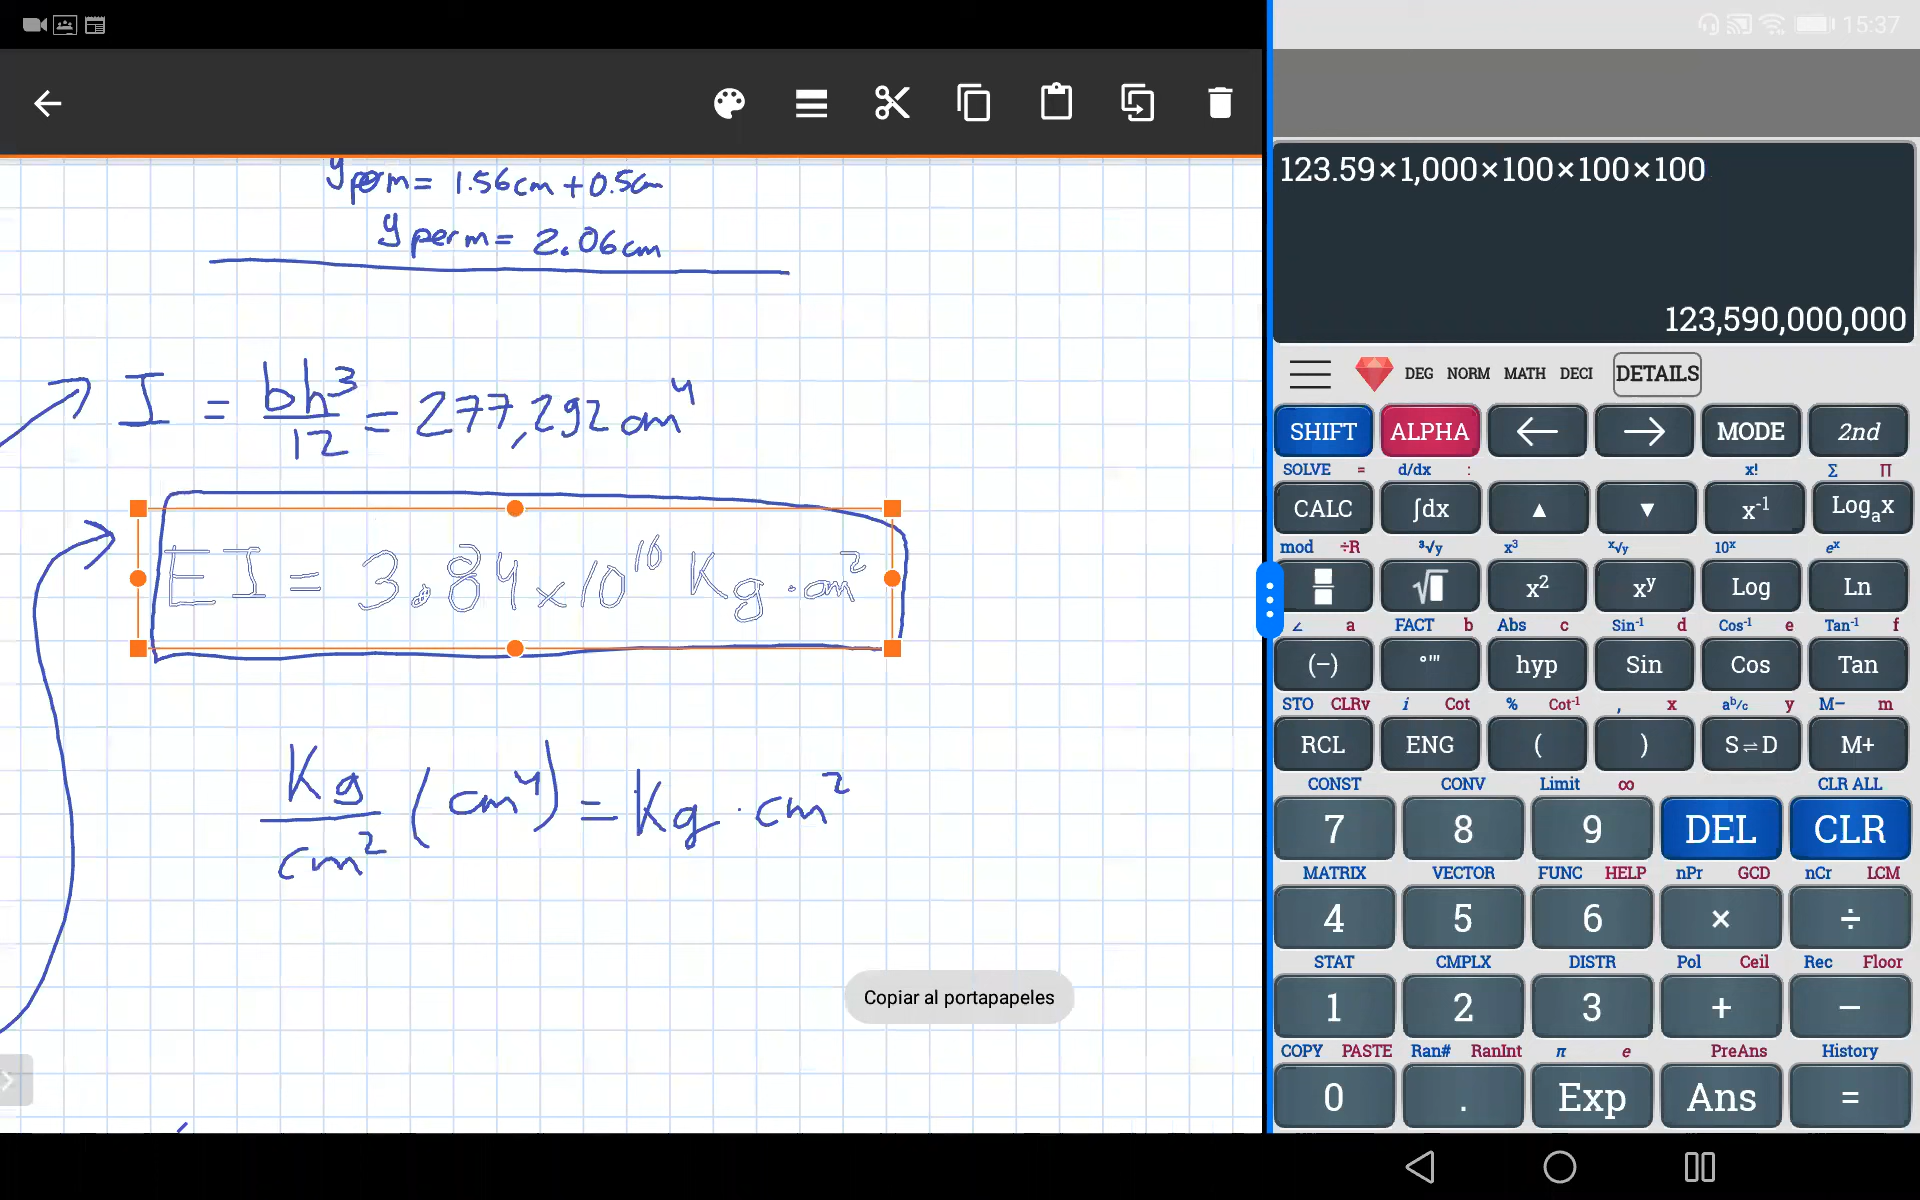 15:37
y perm = 1.56cm + 0.5cm
y perm = 2.06cm
I = bh³/12 = 277,292 cm⁴
EI = 3.84x10¹⁰ Kg·cm²
Kg/cm² (cm⁴) = Kg·cm²
Copiar al portapapeles
123.59×1,000×100×100×100
123,590,000,000
DEG NORM MATH DECI DETAILS
SHIFT ALPHA ← → MODE 2nd
SOLVE = d/dx : x! Σ Π
CALC ∫dx ▲ ▼ x⁻¹ Logₐx
mod ÷R ³√y x³ ˣ√y 10ˣ eˣ
√ x² xʸ Log Ln
∠ a FACT b Abs c Sin⁻¹ d Cos⁻¹ e Tan⁻¹ f
(−) °'" hyp Sin Cos Tan
STO CLRv i Cot % Cot⁻¹ , x aᵇ/c y M− m
RCL ENG ( ) S⇌D M+
CONST CONV Limit ∞ CLR ALL
7 8 9 DEL CLR
MATRIX VECTOR FUNC HELP nPr GCD nCr LCM
4 5 6 × ÷
STAT CMPLX DISTR Pol Ceil Rec Floor
1 2 3 + −
COPY PASTE Ran# RanInt π e PreAns History
0 . Exp Ans =